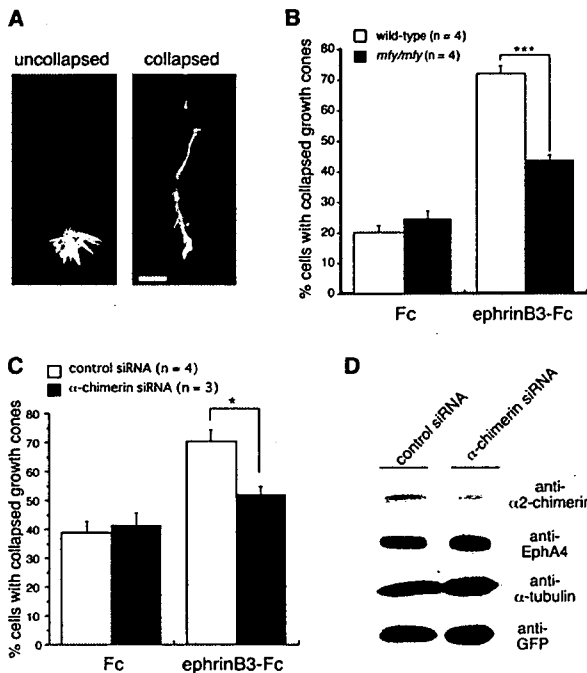 A
uncollapsed collapsed
B
wild-type (n = 4)
mfy/mfy (n = 4)
***
% cells with collapsed growth cones
80
70
60
50
40
30
20
10
0
Fc ephrinB3-Fc
C
control siRNA (n = 4)
α-chimerin siRNA (n = 3)
*
% cells with collapsed growth cones
80
70
60
50
40
30
20
10
0
Fc ephrinB3-Fc
D
control siRNA
α-chimerin siRNA
anti-
α2-chimerin
anti-
EphA4
anti-
α-tubulin
anti-
GFP